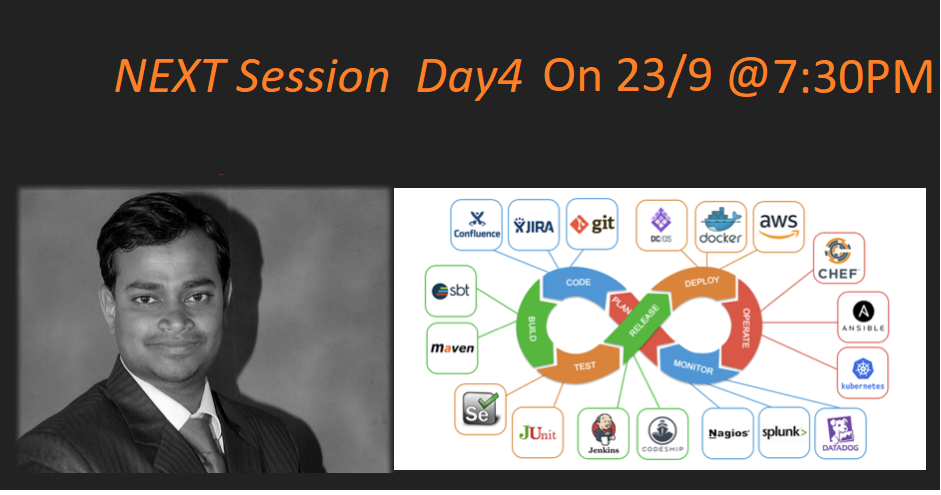 NEXT Session Day4 On 23/9 @7:30PM
Confluence
JIRA
git
DC/OS
docker
aws
CHEF
sbt
CODE
DEPLOY
PLAN
RELEASE
BUILD
OPERATE
ANSIBLE
maven
TEST
MONITOR
kubernetes
Se
JUnit
Jenkins
CODESHIP
Nagios
splunk>
DATADOG